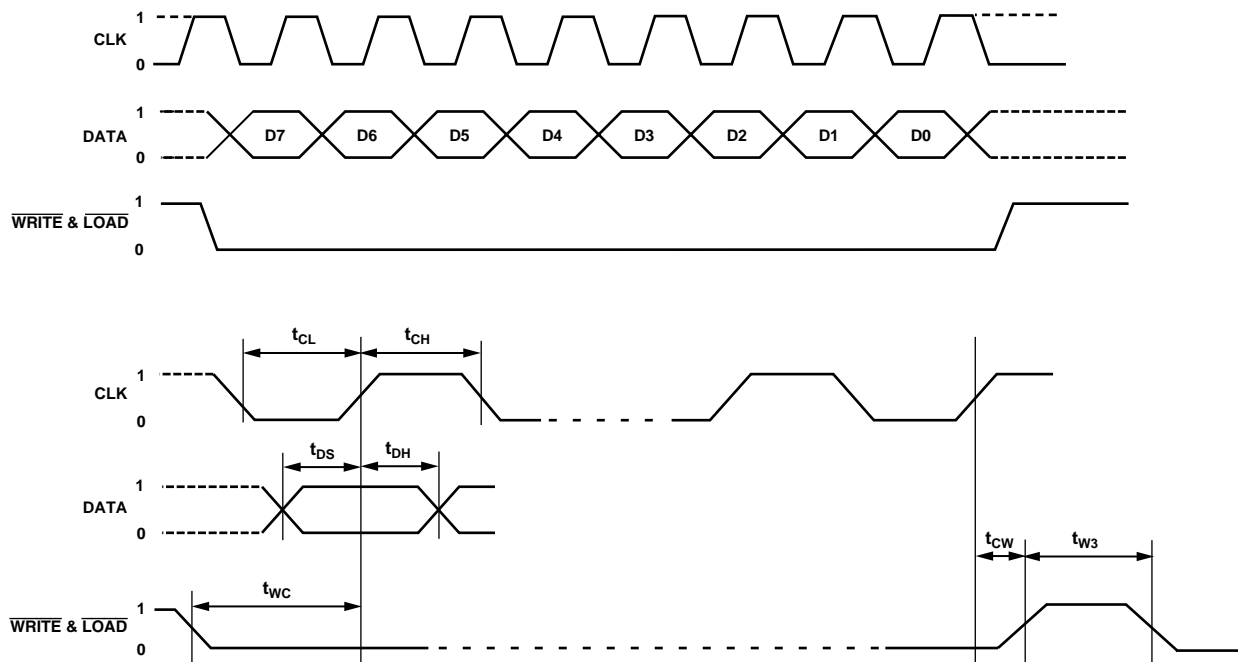 1
CLK
0
1
DATA
0
D7 D6 D5 D4 D3 D2 D1 D0
1
WRITE & LOAD
0
tCL tCH
1
CLK
0
tDS tDH
1
DATA
0
tCW tW3
tWC
1
WRITE & LOAD
0